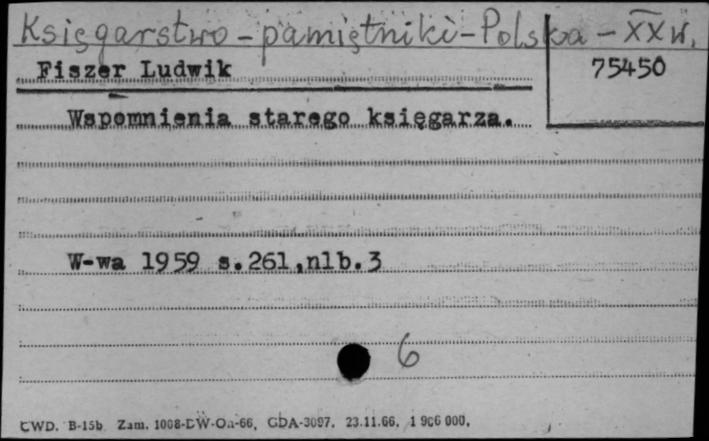 Księgarstwo - pamiętniki - Polska - XX w.
Fiszer Ludwik
75450
Wspomnienia starego księgarza.
W-wa 1959 s.261,nlb.3
6
CWD. B-15b Zam. 1008-DW-Oa-66, GDA-3097. 23.11.66. 1 906 000.